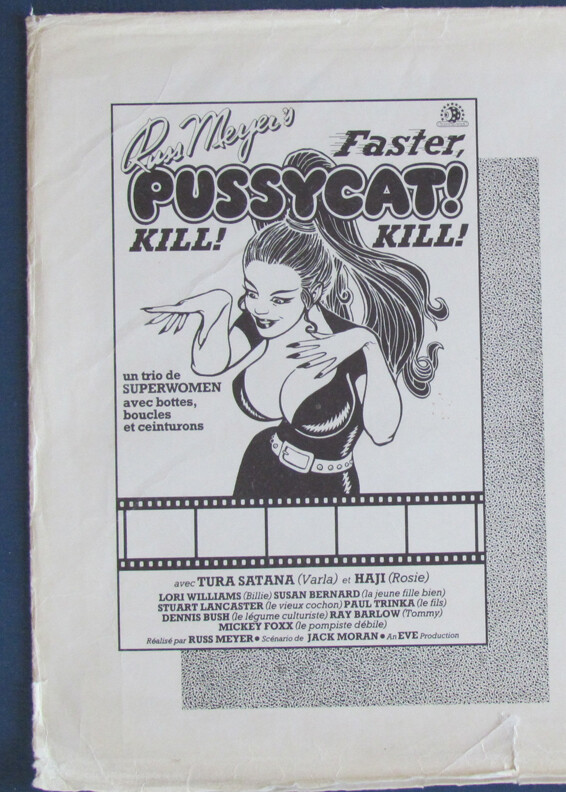 Russ Meyer's
Faster,
PUSSYCAT!
KILL! KILL!
un trio de
SUPERWOMEN
avec bottes,
boucles
et ceinturons
avec TURA SATANA (Varla) et HAJI (Rosie)
LORI WILLIAMS (Billie) SUSAN BERNARD (la jeune fille bien)
STUART LANCASTER (le vieux cochon) PAUL TRINKA (le fils)
DENNIS BUSH (le légume culturiste) RAY BARLOW (Tommy)
MICKEY FOXX (le pompiste débile)
Réalisé par RUSS MEYER ● Scénario de JACK MORAN ● An EVE Production